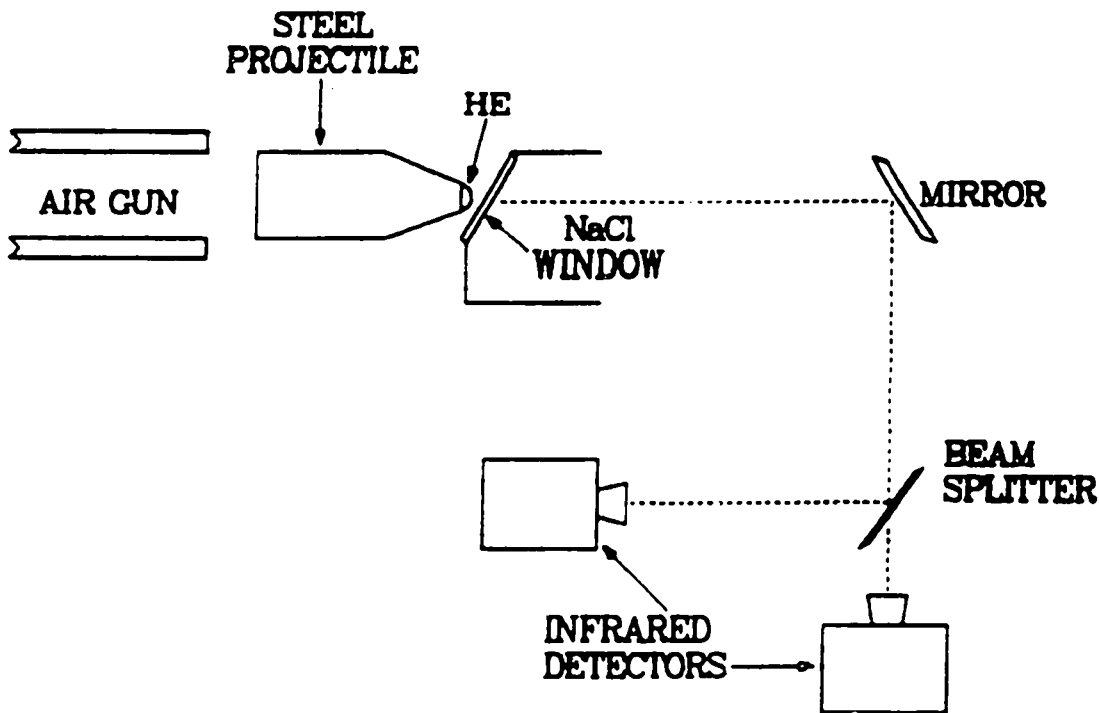 STEEL
PROJECTILE
HE
AIR GUN
NaCl
WINDOW
MIRROR
BEAM
SPLITTER
INFRARED
DETECTORS